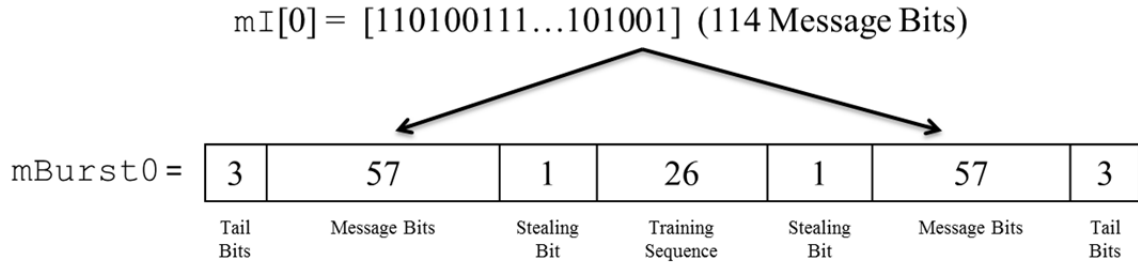 mI[0] = [110100111…101001] (114 Message Bits)
mBurst0 = 3 57 1 26 1 57 3
Tail Bits Message Bits Stealing Bit Training Sequence Stealing Bit Message Bits Tail Bits